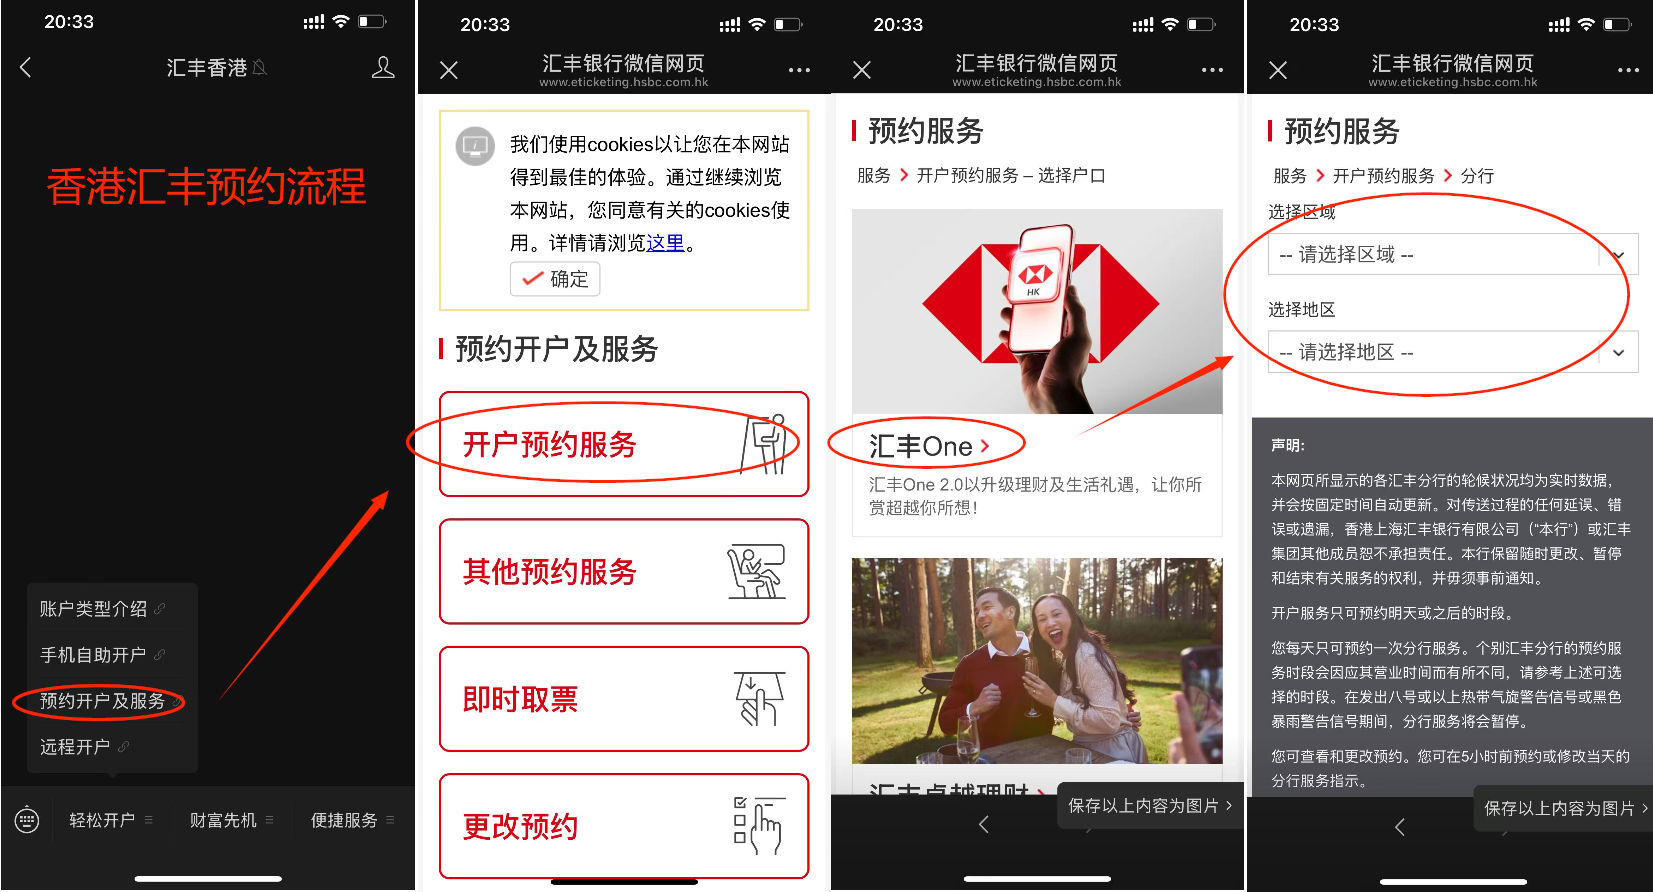 20:33
汇丰香港
香港汇丰预约流程
账户类型介绍
手机自助开户
预约开户及服务
远程开户
轻松开户
财富先机
便捷服务
20:33
汇丰银行微信网页
www.eticketing.hsbc.com.hk
我们使用cookies以让您在本网站
得到最佳的体验。通过继续浏览
本网站，您同意有关的cookies使
用。详情请浏览这里。
确定
预约开户及服务
开户预约服务
其他预约服务
即时取票
更改预约
20:33
汇丰银行微信网页
www.eticketing.hsbc.com.hk
预约服务
服务 > 开户预约服务 – 选择户口
HK
汇丰One >
汇丰One 2.0以升级理财及生活礼遇，让你所
赏超越你所想！
汇丰卓越理财 >
保存以上内容为图片 >
20:33
汇丰银行微信网页
www.eticketing.hsbc.com.hk
预约服务
服务 > 开户预约服务 > 分行
选择区域
-- 请选择区域 --
选择地区
-- 请选择地区 --
声明:
本网页所显示的各汇丰分行的轮候状况均为实时数据，
并会按固定时间自动更新。对传送过程的任何延误、错
误或遗漏，香港上海汇丰银行有限公司（“本行”）或汇丰
集团其他成员恕不承担责任。本行保留随时更改、暂停
和结束有关服务的权利，并毋须事前通知。
开户服务只可预约明天或之后的时段。
您每天只可预约一次分行服务。个别汇丰分行的预约服
务时段会因应其营业时间而有所不同，请参考上述可选
择的时段。在发出八号或以上热带气旋警告信号或黑色
暴雨警告信号期间，分行服务将会暂停。
您可查看和更改预约。您可在5小时前预约或修改当天的
分行服务指示。
保存以上内容为图片 >